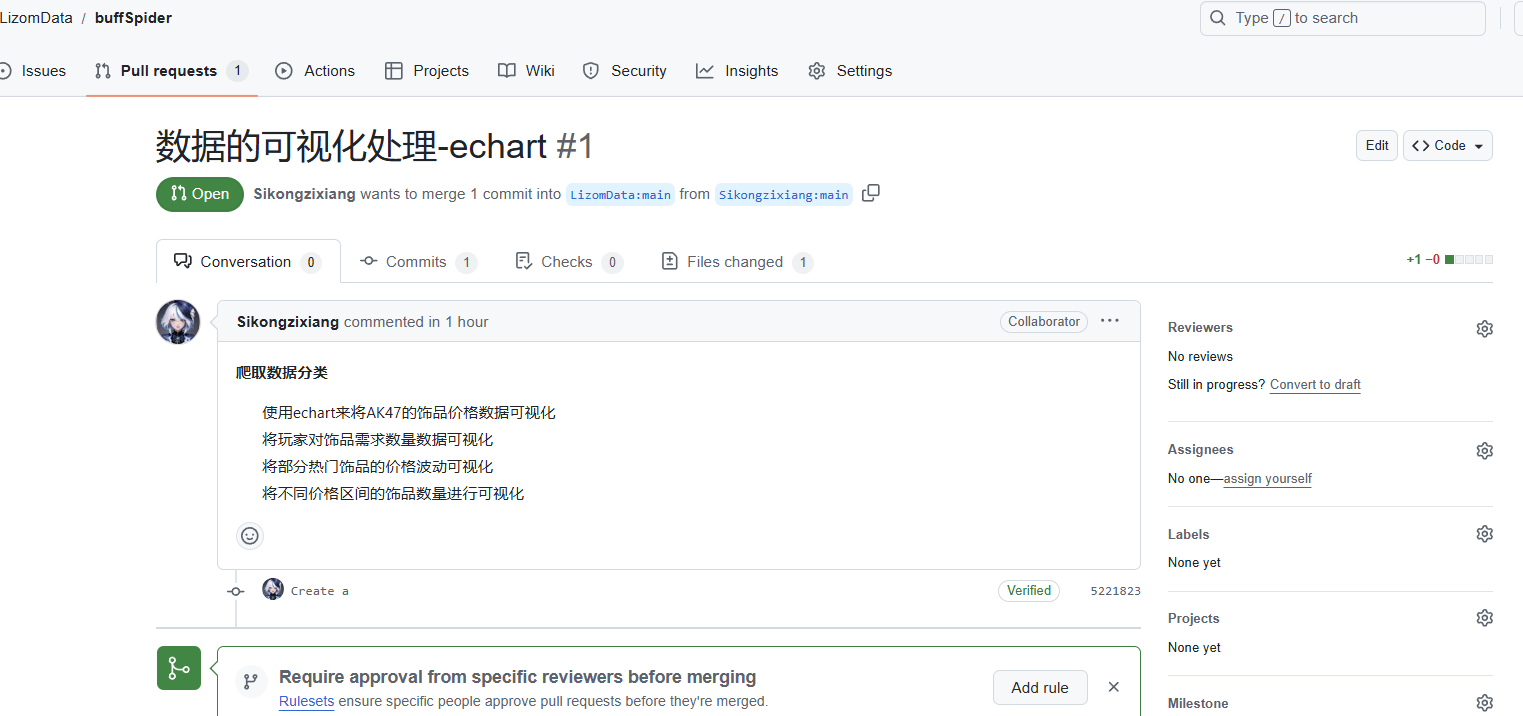 LizomData / buffSpider
Type / to search
Issues Pull requests 1 Actions Projects Wiki Security Insights Settings
数据的可视化处理-echart #1
Edit Code
Open Sikongzixiang wants to merge 1 commit into LizomData:main from Sikongzixiang:main
Conversation 0 Commits 1 Checks 0 Files changed 1
+1 −0
Sikongzixiang commented in 1 hour
Collaborator
爬取数据分类
使用echart来将AK47的饰品价格数据可视化
将玩家对饰品需求数量数据可视化
将部分热门饰品的价格波动可视化
将不同价格区间的饰品数量进行可视化
Create a
Verified 5221823
Require approval from specific reviewers before merging
Rulesets ensure specific people approve pull requests before they're merged.
Add rule
Reviewers
No reviews
Still in progress? Convert to draft
Assignees
No one—assign yourself
Labels
None yet
Projects
None yet
Milestone